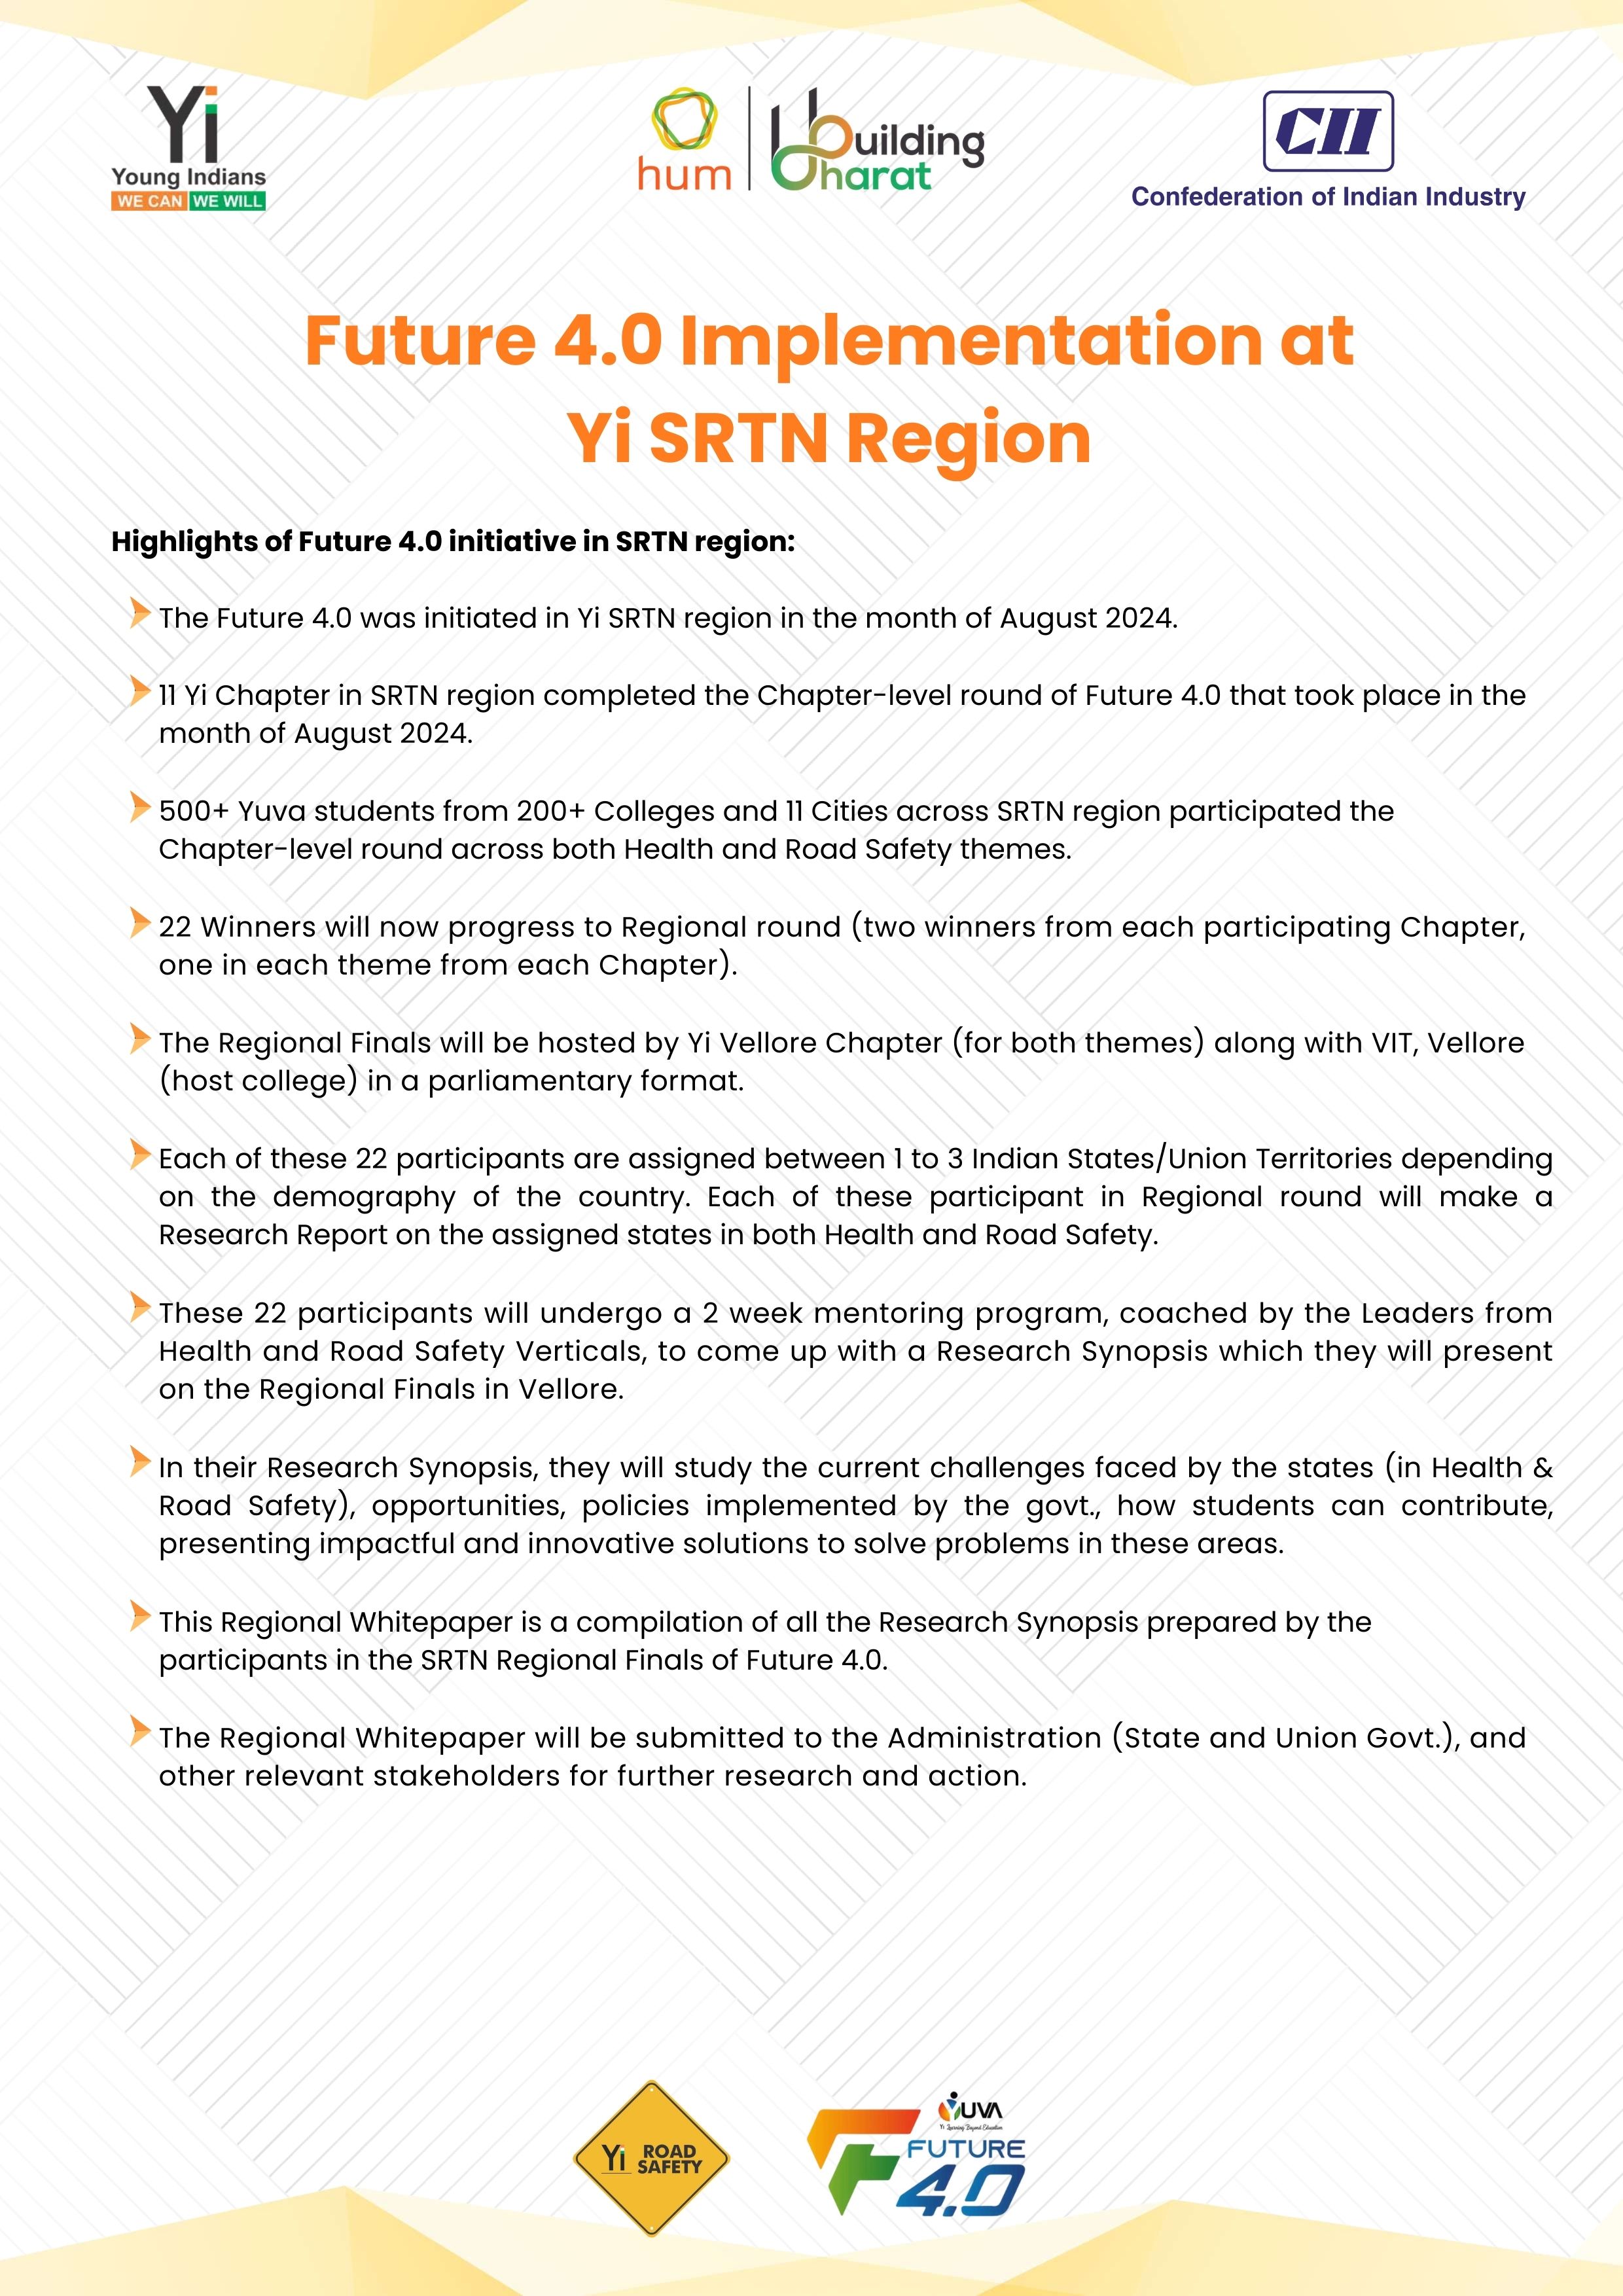 Yi
Young Indians
WE CAN WE WILL
hum
Building
Bharat
CII
Confederation of Indian Industry
Future 4.0 Implementation at
Yi SRTN Region
Highlights of Future 4.0 initiative in SRTN region:
The Future 4.0 was initiated in Yi SRTN region in the month of August 2024.
11 Yi Chapter in SRTN region completed the Chapter-level round of Future 4.0 that took place in the
month of August 2024.
500+ Yuva students from 200+ Colleges and 11 Cities across SRTN region participated the
Chapter-level round across both Health and Road Safety themes.
22 Winners will now progress to Regional round (two winners from each participating Chapter,
one in each theme from each Chapter).
The Regional Finals will be hosted by Yi Vellore Chapter (for both themes) along with VIT, Vellore
(host college) in a parliamentary format.
Each of these 22 participants are assigned between 1 to 3 Indian States/Union Territories depending
on the demography of the country. Each of these participant in Regional round will make a
Research Report on the assigned states in both Health and Road Safety.
These 22 participants will undergo a 2 week mentoring program, coached by the Leaders from
Health and Road Safety Verticals, to come up with a Research Synopsis which they will present
on the Regional Finals in Vellore.
In their Research Synopsis, they will study the current challenges faced by the states (in Health &
Road Safety), opportunities, policies implemented by the govt., how students can contribute,
presenting impactful and innovative solutions to solve problems in these areas.
This Regional Whitepaper is a compilation of all the Research Synopsis prepared by the
participants in the SRTN Regional Finals of Future 4.0.
The Regional Whitepaper will be submitted to the Administration (State and Union Govt.), and
other relevant stakeholders for further research and action.
Yi ROAD
SAFETY
YUVA
Yi Learning Beyond Education
FUTURE
4.0